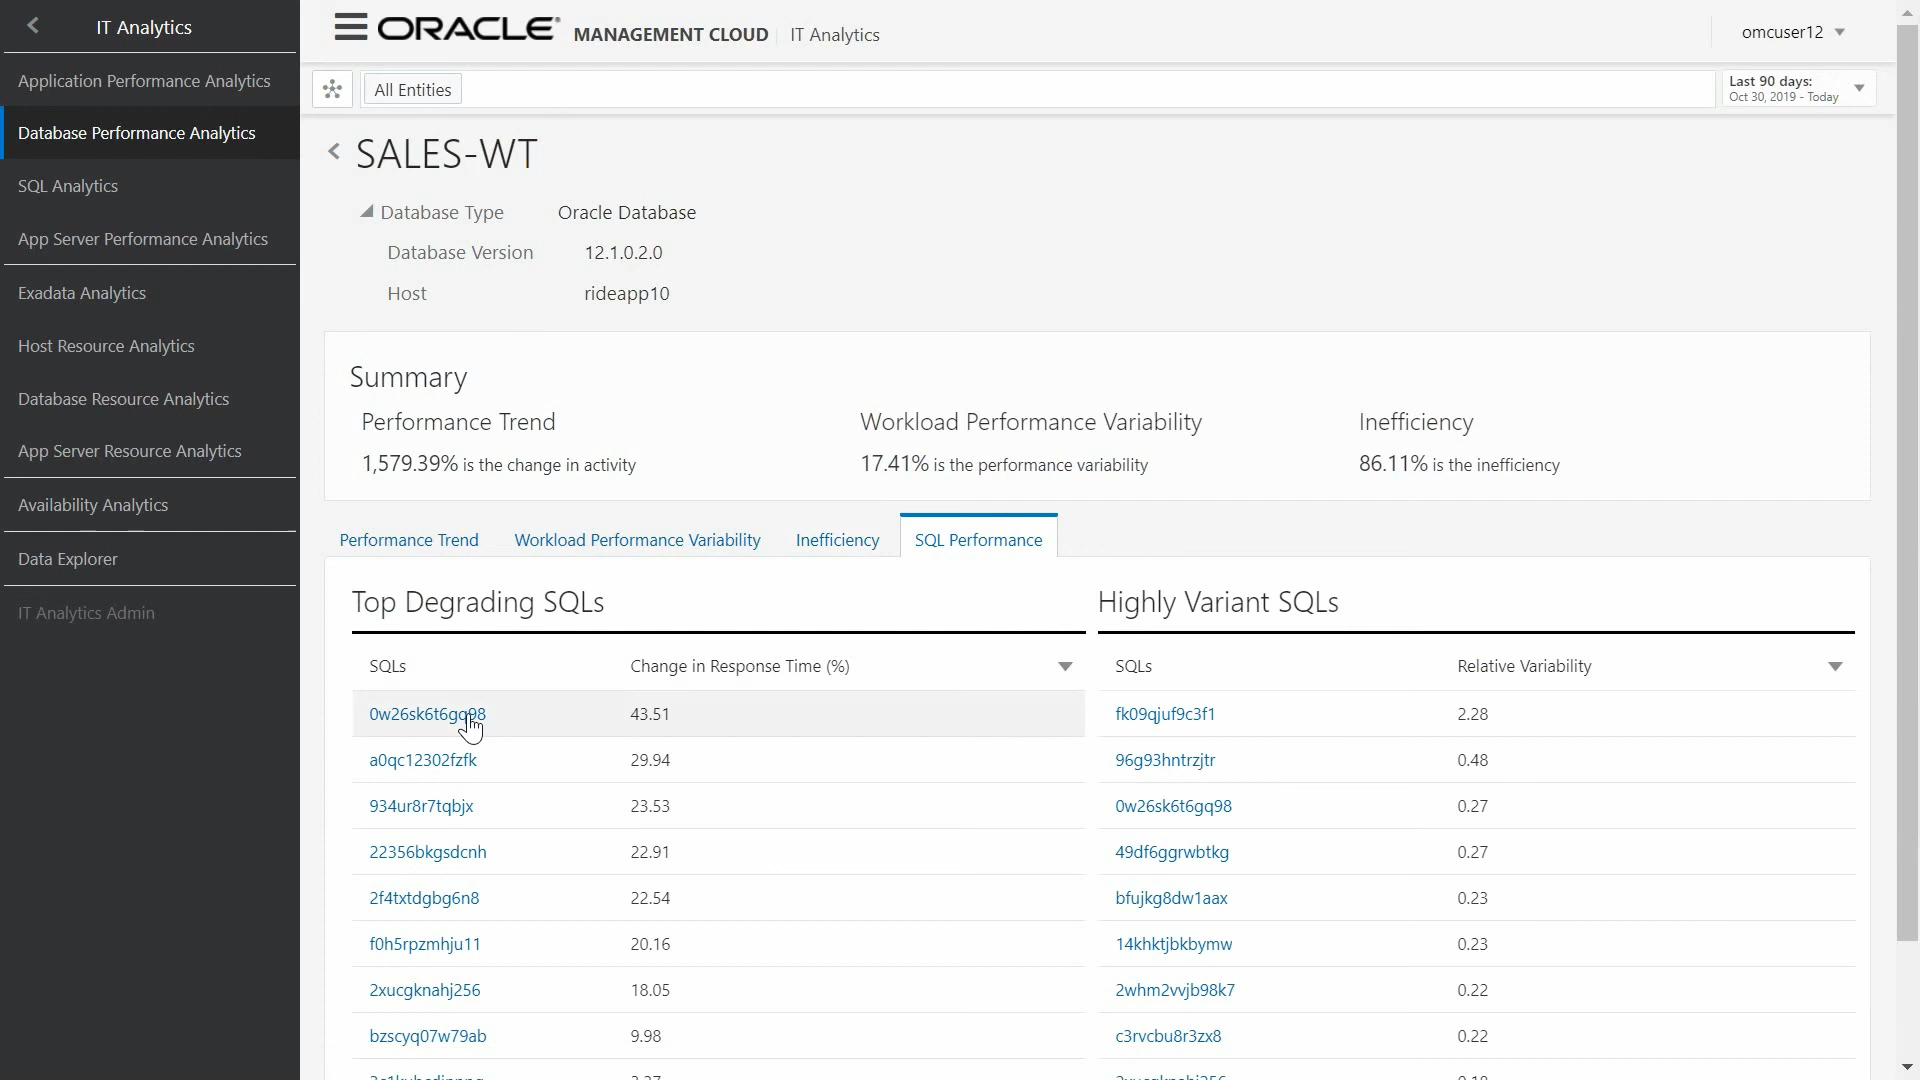 IT Analytics
Application Performance Analytics
Database Performance Analytics
SQL Analytics
App Server Performance Analytics
Exadata Analytics
Host Resource Analytics
Database Resource Analytics
App Server Resource Analytics
Availability Analytics
Data Explorer
IT Analytics Admin
ORACLE MANAGEMENT CLOUD IT Analytics
omcuser12
All Entities
Last 90 days:
Oct 30, 2019 - Today
SALES-WT
Database Type Oracle Database
Database Version 12.1.0.2.0
Host rideapp10
Summary
Performance Trend Workload Performance Variability Inefficiency
1,579.39% is the change in activity 17.41% is the performance variability 86.11% is the inefficiency
Performance Trend Workload Performance Variability Inefficiency SQL Performance
Top Degrading SQLs
SQLs Change in Response Time (%)
0w26sk6t6gq98 43.51
a0qc12302fzfk 29.94
934ur8r7tqbjx 23.53
22356bkgsdcnh 22.91
2f4txtdgbg6n8 22.54
f0h5rpzmhju11 20.16
2xucgknahj256 18.05
bzscyq07w79ab 9.98
Highly Variant SQLs
SQLs Relative Variability
fk09qjuf9c3f1 2.28
96g93hntrzjtr 0.48
0w26sk6t6gq98 0.27
49df6ggrwbtkg 0.27
bfujkg8dw1aax 0.23
14khktjbkbymw 0.23
2whm2vvjb98k7 0.22
c3rvcbu8r3zx8 0.22